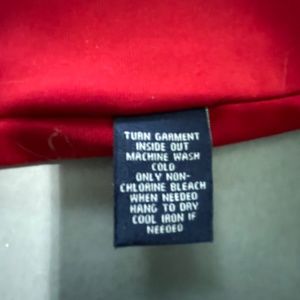 TURN GARMENT
INSIDE OUT
MACHINE WASH
COLD
ONLY NON-
CHLORINE BLEACH
WHEN NEEDED
HANG TO DRY
COOL IRON IF
NEEDED